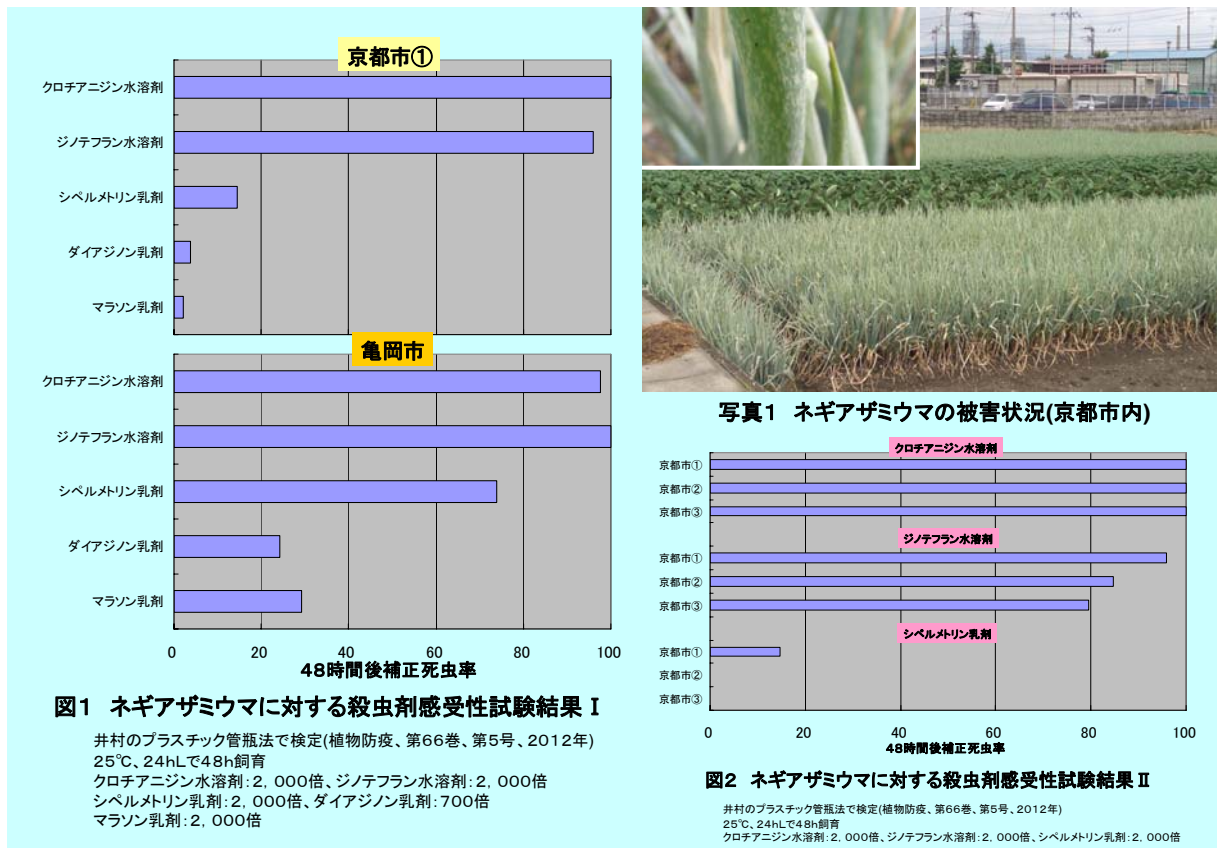 京都市①
クロチアニジン水溶剤
ジノテフラン水溶剤
シペルメトリン乳剤
ダイアジノン乳剤
マラソン乳剤
亀岡市
クロチアニジン水溶剤
ジノテフラン水溶剤
シペルメトリン乳剤
ダイアジノン乳剤
マラソン乳剤
0 20 40 60 80 100
48時間後補正死虫率
図1 ネギアザミウマに対する殺虫剤感受性試験結果Ⅰ
井村のプラスチック管瓶法で検定(植物防疫、第66巻、第5号、2012年)
25℃、24hLで48h飼育
クロチアニジン水溶剤:2,000倍、ジノテフラン水溶剤:2,000倍
シペルメトリン乳剤:2,000倍、ダイアジノン乳剤:700倍
マラソン乳剤:2,000倍
写真1 ネギアザミウマの被害状況(京都市内)
クロチアニジン水溶剤
京都市①
京都市②
京都市③
ジノテフラン水溶剤
京都市①
京都市②
京都市③
シペルメトリン乳剤
京都市①
京都市②
京都市③
0 20 40 60 80 100
48時間後補正死虫率
図2 ネギアザミウマに対する殺虫剤感受性試験結果Ⅱ
井村のプラスチック管瓶法で検定(植物防疫、第66巻、第5号、2012年)
25℃、24hLで48h飼育
クロチアニジン水溶剤:2,000倍、ジノテフラン水溶剤:2,000倍、シペルメトリン乳剤:2,000倍